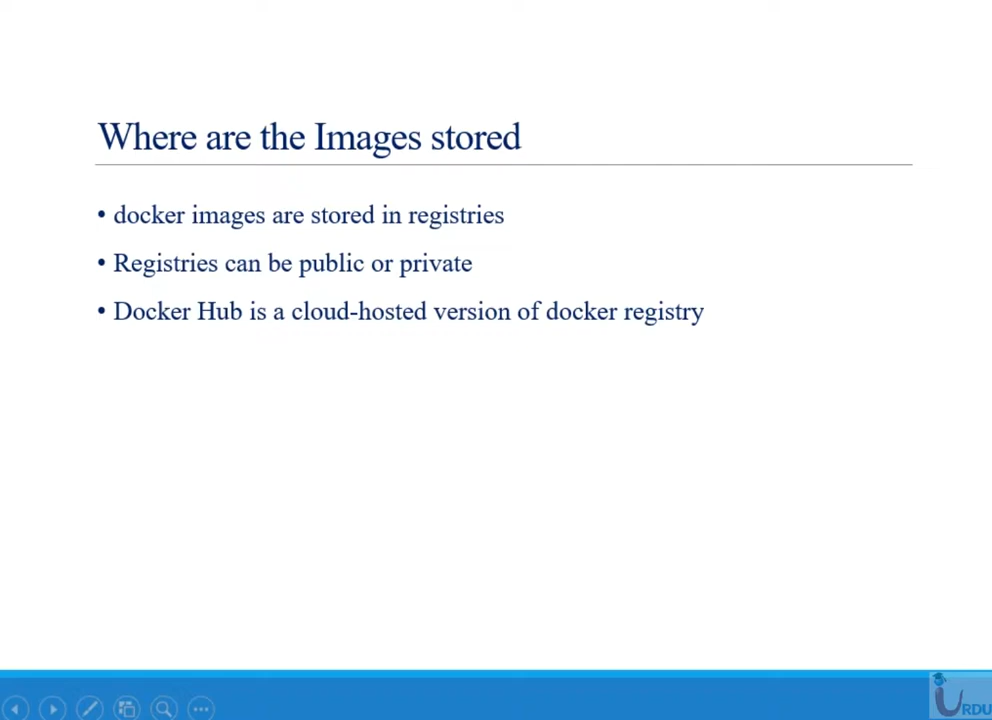 Where are the Images stored
• docker images are stored in registries
• Registries can be public or private
• Docker Hub is a cloud-hosted version of docker registry
URDU